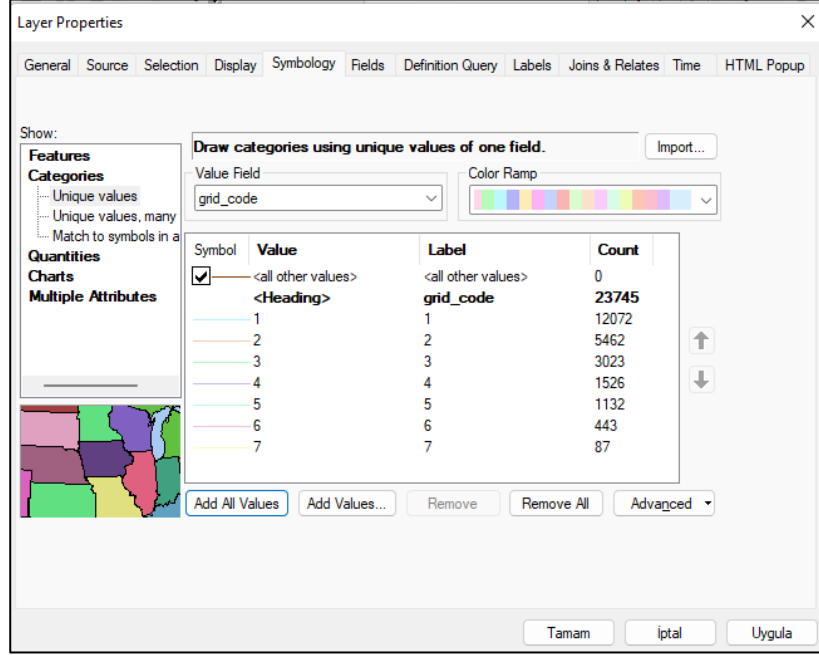 Layer Properties
General Source Selection Display Symbology Fields Definition Query Labels Joins & Relates Time HTML Popup
Show:
Features
Categories
Unique values
Unique values, many
Match to symbols in a
Quantities
Charts
Multiple Attributes
Draw categories using unique values of one field.
Import...
Value Field
Color Ramp
grid_code
Symbol Value Label Count
<all other values> <all other values> 0
<Heading> grid_code 23745
1 1 12072
2 2 5462
3 3 3023
4 4 1526
5 5 1132
6 6 443
7 7 87
Add All Values Add Values... Remove Remove All Advanced
Tamam İptal Uygula